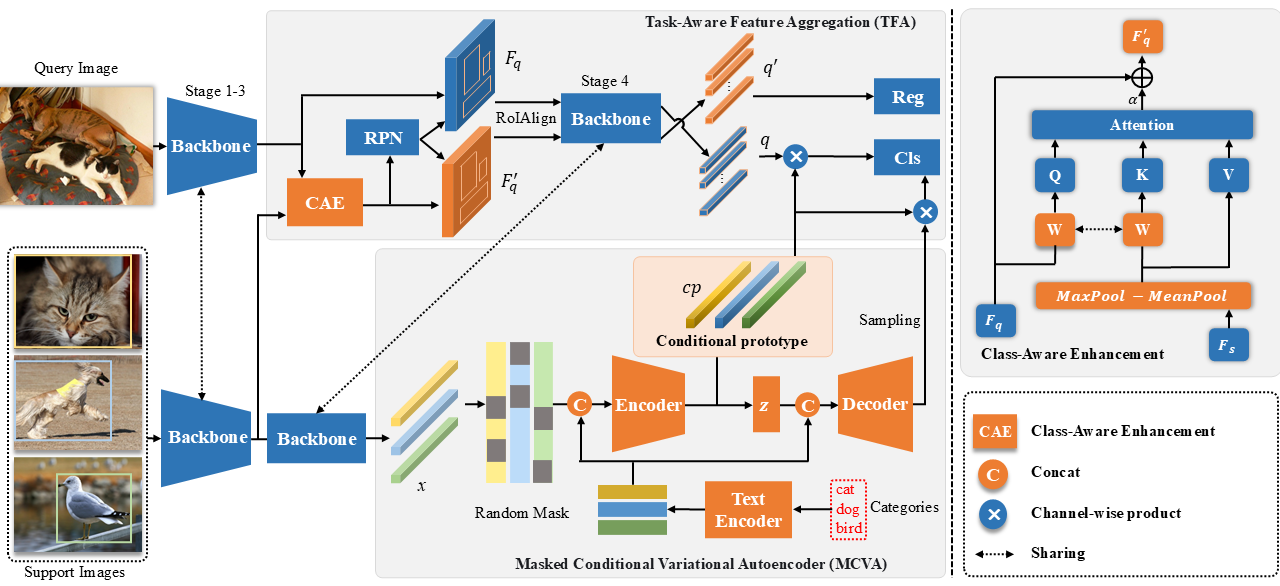 Task-Aware Feature Aggregation (TFA)
Query Image
Stage 1-3
Backbone
CAE
RPN
F_q
F'_q
RoIAlign
Stage 4
Backbone
q'
q
Reg
Cls
cp
Conditional prototype
Sampling
Support Images
Backbone
Backbone
x
Random Mask
C
Encoder
z
C
Decoder
Text
Encoder
cat
dog
bird
Categories
Masked Conditional Variational Autoencoder (MCVA)
F'_q
α
Attention
Q
K
V
W
W
MaxPool − MeanPool
F_q
F_s
Class-Aware Enhancement
CAE Class-Aware Enhancement
C Concat
Channel-wise product
Sharing